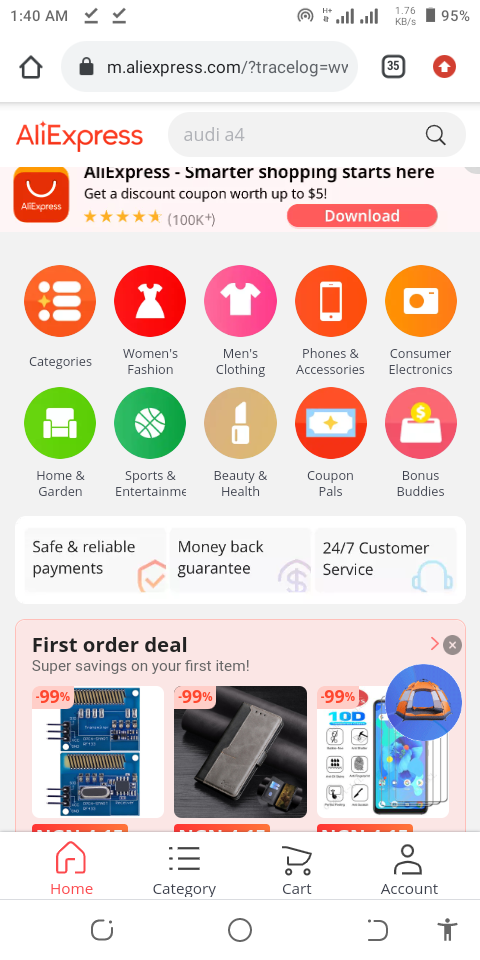 1:40 AM
H+
1.76
KB/s
95%
m.aliexpress.com/?tracelog=wv
35
AliExpress
audi a4
AliExpress - Smarter shopping starts here
Get a discount coupon worth up to $5!
AliExpress
(100K+)
Download
Categories
Women's
Fashion
Men's
Clothing
Phones &
Accessories
Consumer
Electronics
Home &
Garden
Sports &
Entertainme
Beauty &
Health
Coupon
Pals
Bonus
Buddies
Safe & reliable
payments
Money back
guarantee
24/7 Customer
Service
First order deal
Super savings on your first item!
-99%
-99%
-99%
10D
Home
Category
Cart
Account